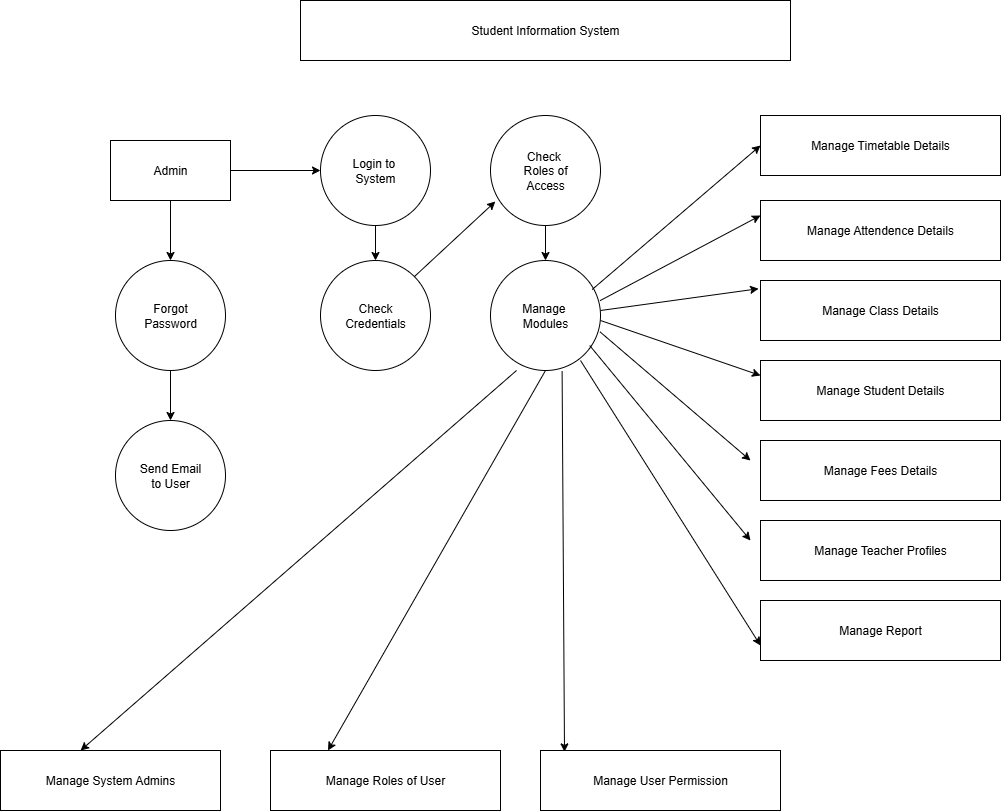 Student Information System
Admin
Login to
System
Check
Roles of
Access
Manage Timetable Details
Manage Attendence Details
Forgot
Password
Check
Credentials
Manage
Modules
Manage Class Details
Manage Student Details
Send Email
to User
Manage Fees Details
Manage Teacher Profiles
Manage Report
Manage System Admins
Manage Roles of User
Manage User Permission